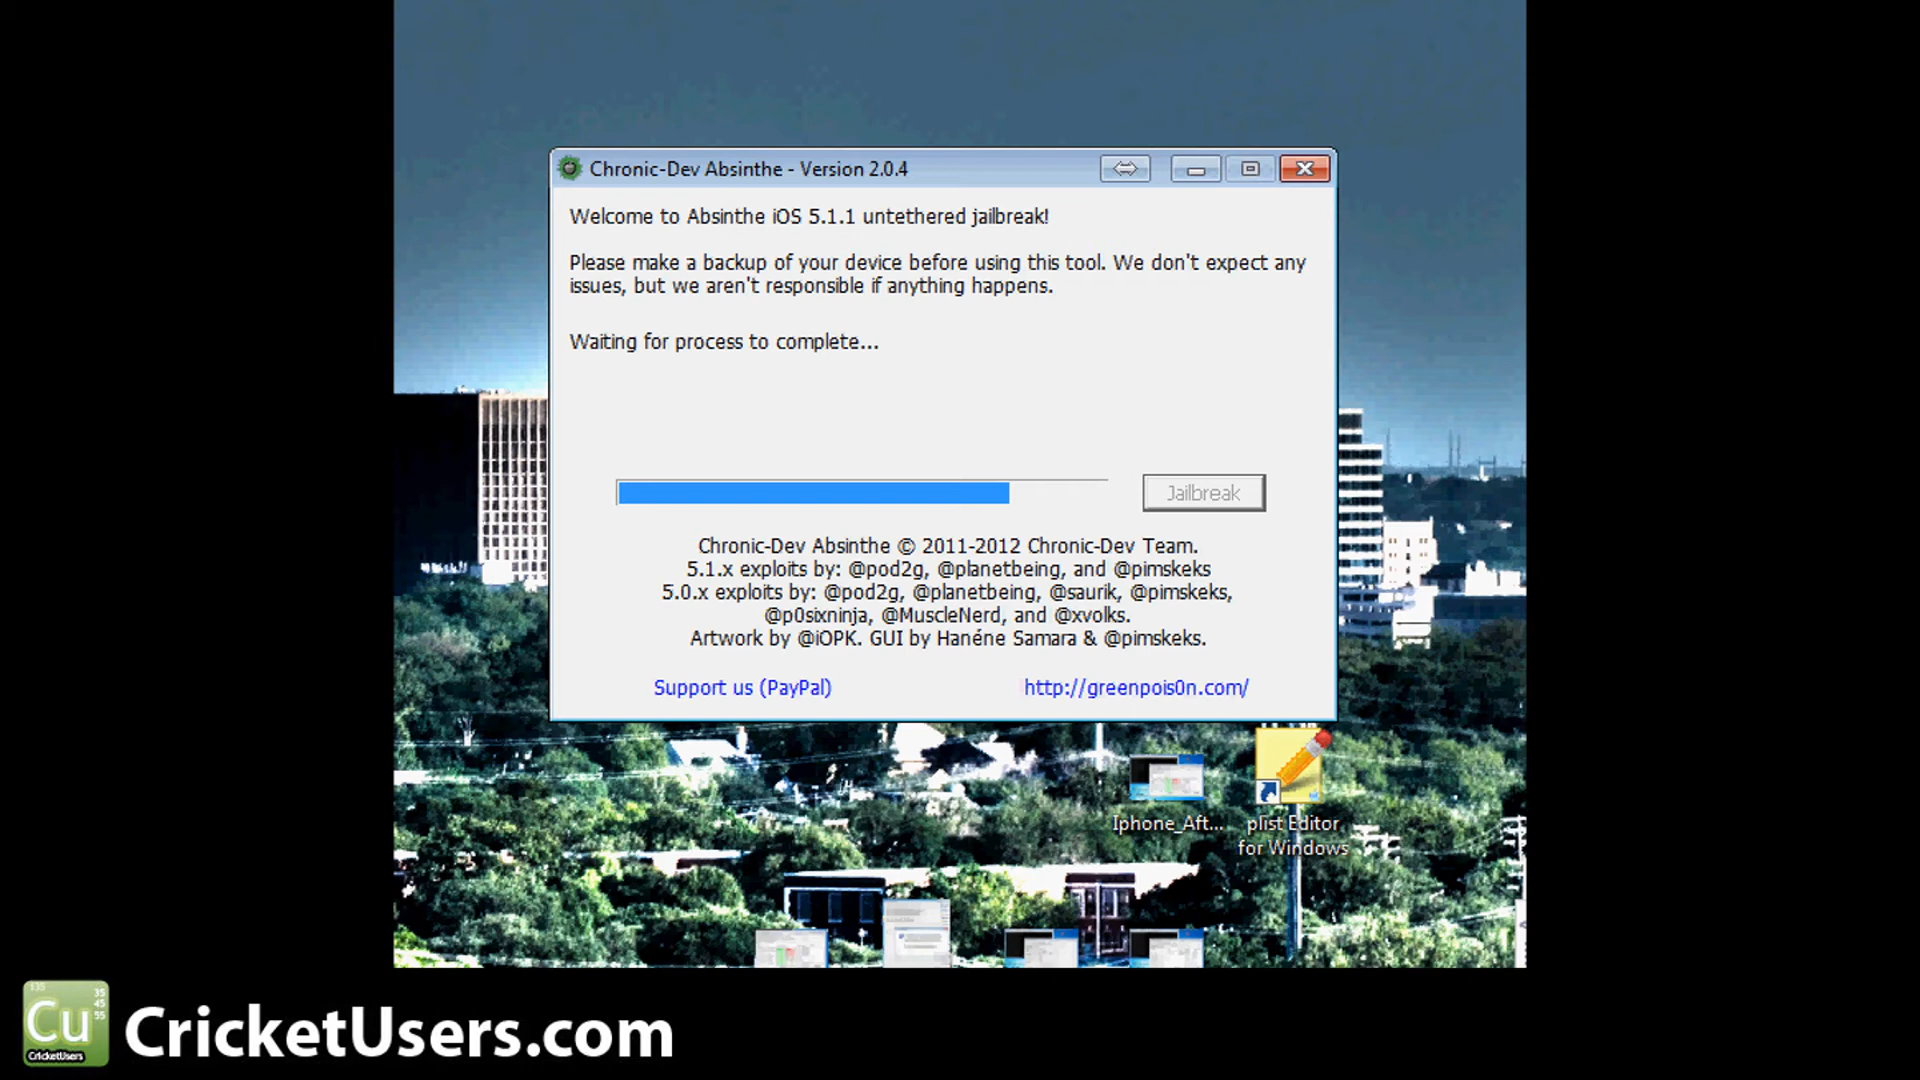 Chronic-Dev Absinthe - Version 2.0.4
Welcome to Absinthe iOS 5.1.1 untethered jailbreak!
Please make a backup of your device before using this tool. We don't expect any
issues, but we aren't responsible if anything happens.
Waiting for process to complete...
Jailbreak
Chronic-Dev Absinthe © 2011-2012 Chronic-Dev Team.
5.1.x exploits by: @pod2g, @planetbeing, and @pimskeks
5.0.x exploits by: @pod2g, @planetbeing, @saurik, @pimskeks,
@p0sixninja, @MuscleNerd, and @xvolks.
Artwork by @iOPK. GUI by Hanéne Samara & @pimskeks.
Support us (PayPal)
http://greenpois0n.com/
Iphone_Aft...
plist Editor
for Windows
35
45
55
Cu
CricketUsers
CricketUsers.com